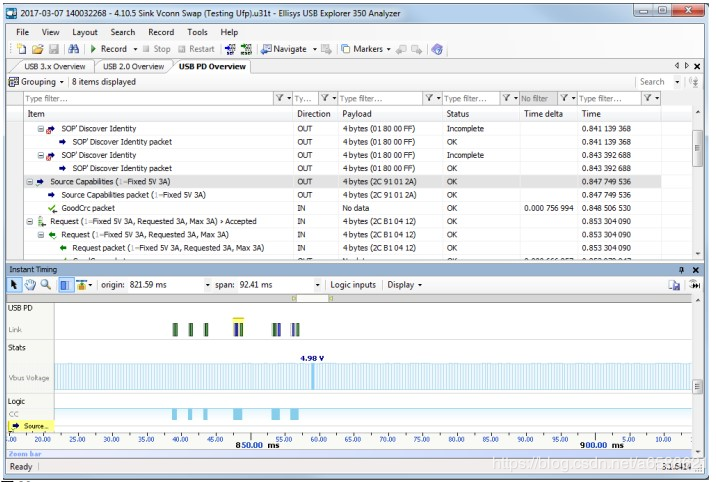 2017-03-07 140032268 - 4.10.5 Sink Vconn Swap (Testing Ufp).u31t - Ellisys USB Explorer 350 Analyzer
File View Layout Search Record Tools Help
Record Stop Restart Navigate Markers
USB 3.x Overview USB 2.0 Overview USB PD Overview
Grouping 8 items displayed Search
Type filter... Ty... Type filter... Type filter... No filter Type filter...
Item Direction Payload Status Time delta Time
SOP' Discover Identity OUT 4 bytes (01 80 00 FF) Incomplete 0.841 139 368
SOP' Discover Identity packet OUT 4 bytes (01 80 00 FF) OK 0.841 139 368
SOP' Discover Identity OUT 4 bytes (01 80 00 FF) Incomplete 0.843 392 688
SOP' Discover Identity packet OUT 4 bytes (01 80 00 FF) OK 0.843 392 688
Source Capabilities (1=Fixed 5V 3A) OUT 4 bytes (2C 91 01 2A) OK 0.847 749 536
Source Capabilities packet (1=Fixed 5V 3A) OUT 4 bytes (2C 91 01 2A) OK 0.847 749 536
GoodCrc packet IN No data OK 0.000 756 994 0.848 506 530
Request (1=Fixed 5V 3A, Requested 3A, Max 3A) > Accepted IN 4 bytes (2C B1 04 12) OK 0.853 304 090
Request (1=Fixed 5V 3A, Requested 3A, Max 3A) IN 4 bytes (2C B1 04 12) OK 0.853 304 090
Request packet (1=Fixed 5V 3A, Requested 3A, Max 3A) IN 4 bytes (2C B1 04 12) OK 0.853 304 090
Instant Timing
origin: 821.59 ms span: 92.41 ms Logic inputs Display
USB PD
Link
Stats
4.98 V
Vbus Voltage
Logic
CC
Source...
20.00 25.00 30.00 35.00 40.00 45.00 850.00 ms 55.00 60.00 65.00 70.00 75.00 80.00 85.00 90.00 95.00 900.00 ms 5.00 10.00
Zoom bar
Ready 3.1.6414